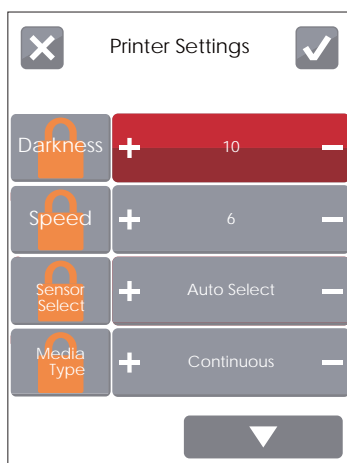 Printer Settings
Darkness + 10 -
Speed + 6 -
Sensor Select + Auto Select -
Media Type + Continuous -